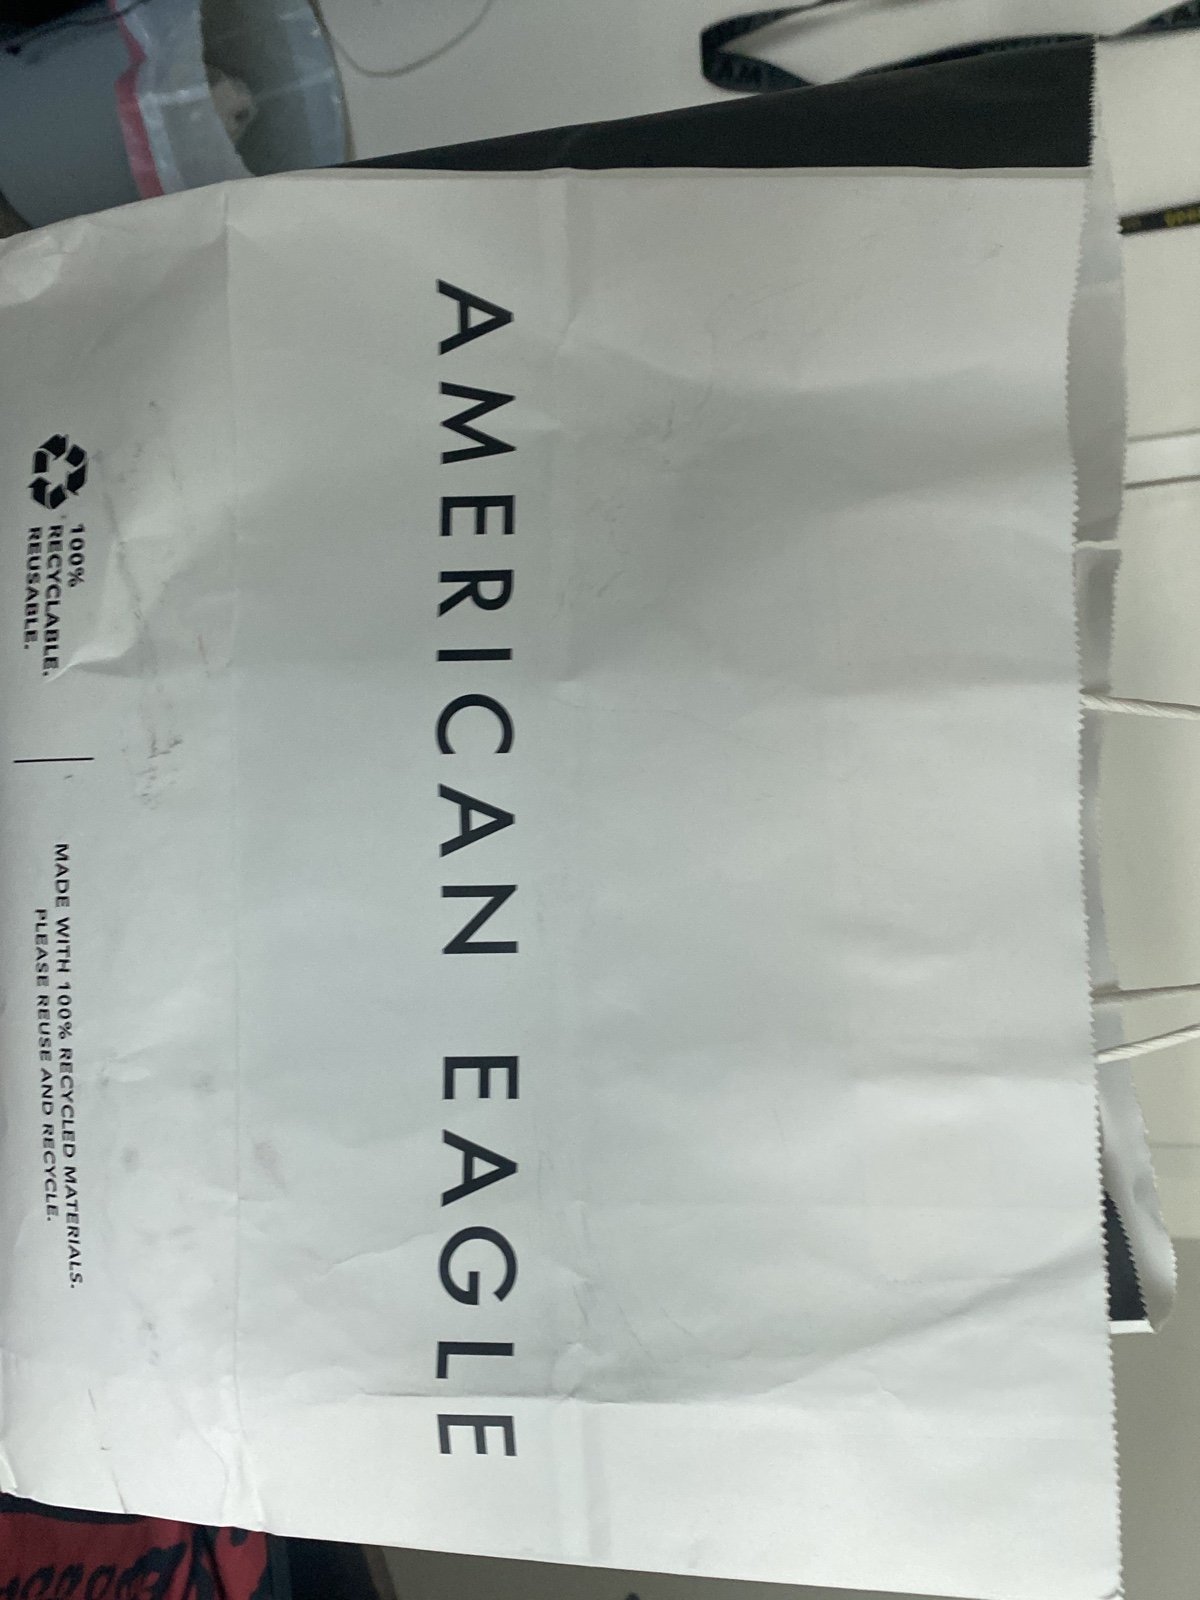 AMERICAN EAGLE
100%
RECYCLABLE.
REUSABLE.
MADE WITH 100% RECYCLED MATERIALS.
PLEASE REUSE AND RECYCLE.